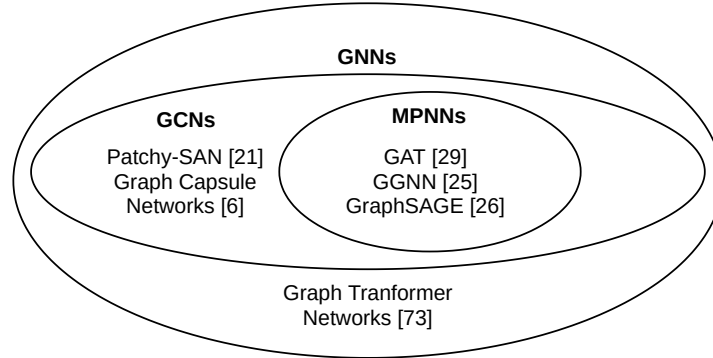 GNNs
GCNs
Patchy-SAN [21]
Graph Capsule
Networks [6]
MPNNs
GAT [29]
GGNN [25]
GraphSAGE [26]
Graph Tranformer
Networks [73]